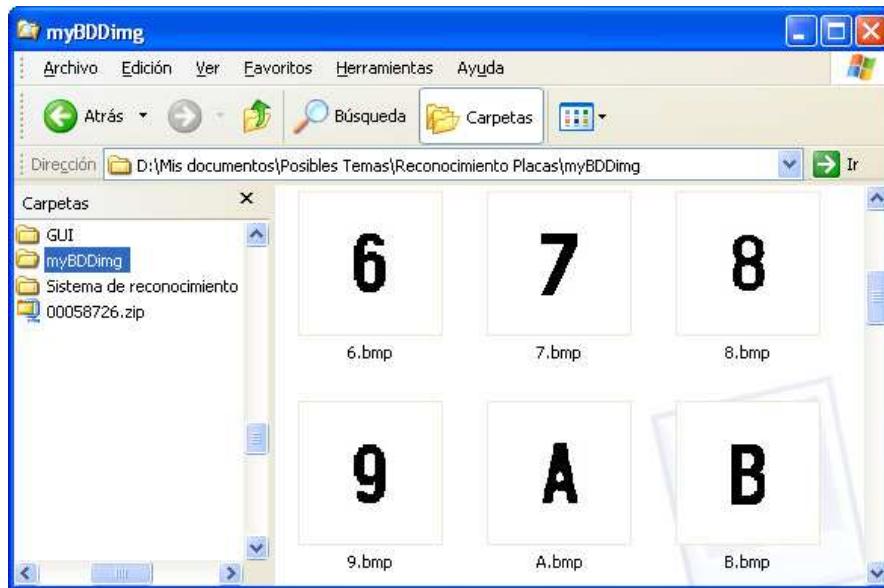 myBDDimg
Archivo Edición Ver Favoritos Herramientas Ayuda
Atrás Búsqueda Carpetas
Dirección D:\Mis documentos\Posibles Temas\Reconocimiento Placas\myBDDimg Ir
Carpetas
GUI
myBDDimg
Sistema de reconocimiento
00058726.zip
6 7 8
6.bmp 7.bmp 8.bmp
9 A B
9.bmp A.bmp B.bmp